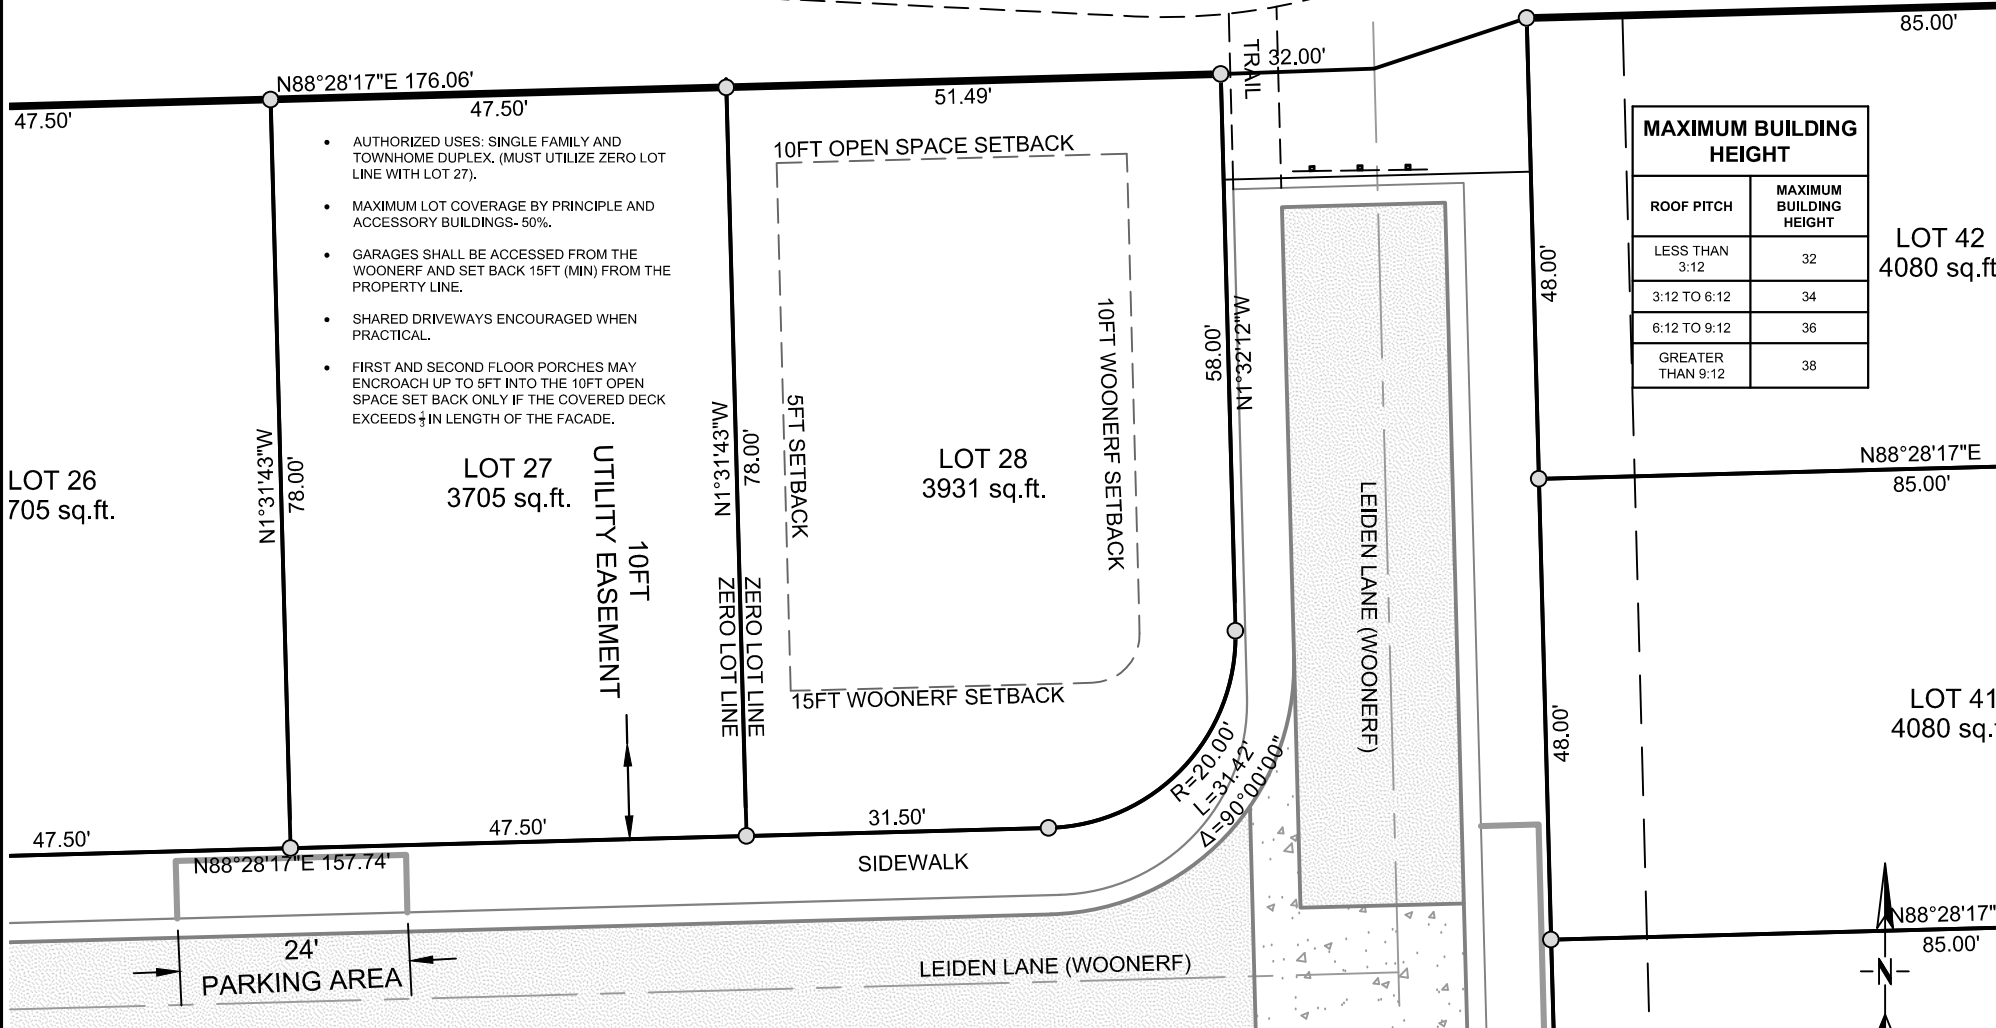 TRAIL
32.00'
85.00'
N88°28'17"E 176.06'
47.50'
47.50'
51.49'
• AUTHORIZED USES: SINGLE FAMILY AND
TOWNHOME DUPLEX. (MUST UTILIZE ZERO LOT
LINE WITH LOT 27).
• MAXIMUM LOT COVERAGE BY PRINCIPLE AND
ACCESSORY BUILDINGS- 50%.
• GARAGES SHALL BE ACCESSED FROM THE
WOONERF AND SET BACK 15FT (MIN) FROM THE
PROPERTY LINE.
• SHARED DRIVEWAYS ENCOURAGED WHEN
PRACTICAL.
• FIRST AND SECOND FLOOR PORCHES MAY
ENCROACH UP TO 5FT INTO THE 10FT OPEN
SPACE SET BACK ONLY IF THE COVERED DECK
EXCEEDS 1/3 IN LENGTH OF THE FACADE.
10FT OPEN SPACE SETBACK
MAXIMUM BUILDING
HEIGHT
ROOF PITCH
MAXIMUM
BUILDING
HEIGHT
LESS THAN
3:12
32
3:12 TO 6:12
34
6:12 TO 9:12
36
GREATER
THAN 9:12
38
LOT 42
4080 sq.ft
48.00'
N1°32'12"W
58.00'
10FT WOONERF SETBACK
5FT SETBACK
LOT 26
705 sq.ft.
N1°31'43"W
78.00'
LOT 27
3705 sq.ft.
10FT
UTILITY EASEMENT
N1°31'43"W
78.00'
LOT 28
3931 sq.ft.
LEIDEN LANE (WOONERF)
N88°28'17"E
85.00'
ZERO LOT LINE
ZERO LOT LINE
15FT WOONERF SETBACK
R=20.00'
L=31.42'
Δ=90°00'00"
48.00'
LOT 41
4080 sq.
47.50'
47.50'
31.50'
N88°28'17"E 157.74'
SIDEWALK
24'
PARKING AREA
LEIDEN LANE (WOONERF)
N88°28'17"
85.00'
N